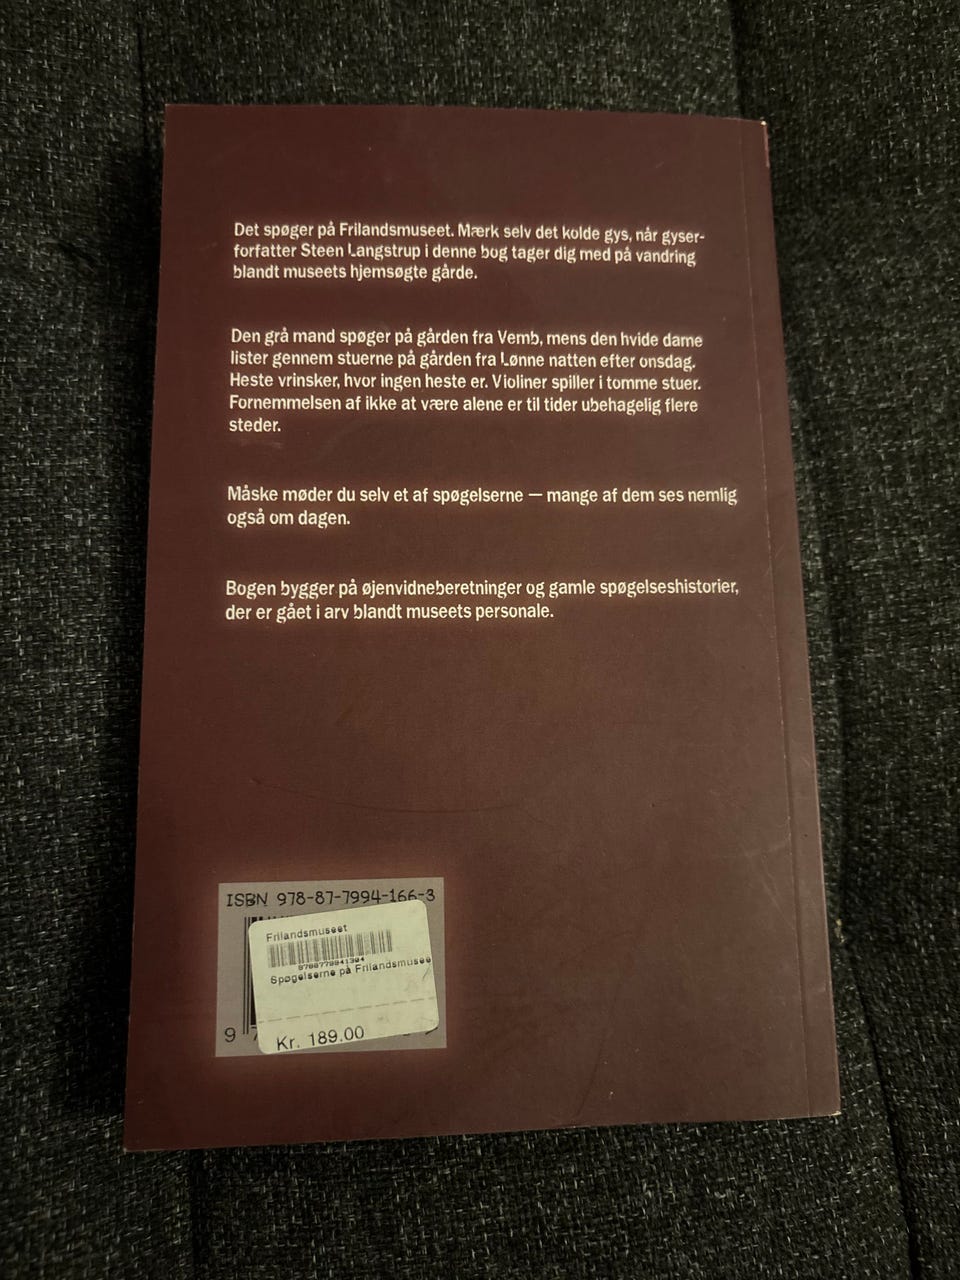 Det spøger på Frilandsmuseet. Mærk selv det kolde gys, når gyser-
forfatter Steen Langstrup i denne bog tager dig med på vandring
blandt museets hjemsøgte gårde.
Den grå mand spøger på gården fra Vemb, mens den hvide dame
lister gennem stuerne på gården fra Lønne natten efter onsdag.
Heste vrinsker, hvor ingen heste er. Violiner spiller i tomme stuer.
Fornemmelsen af ikke at være alene er til tider ubehagelig flere
steder.
Måske møder du selv et af spøgelserne — mange af dem ses nemlig
også om dagen.
Bogen bygger på øjenvidneberetninger og gamle spøgelseshistorier,
der er gået i arv blandt museets personale.
ISBN 978-87-7994-166-3
Frilandsmuseet
Spøgelserne på Frilandsmusee
Kr. 189.00
9